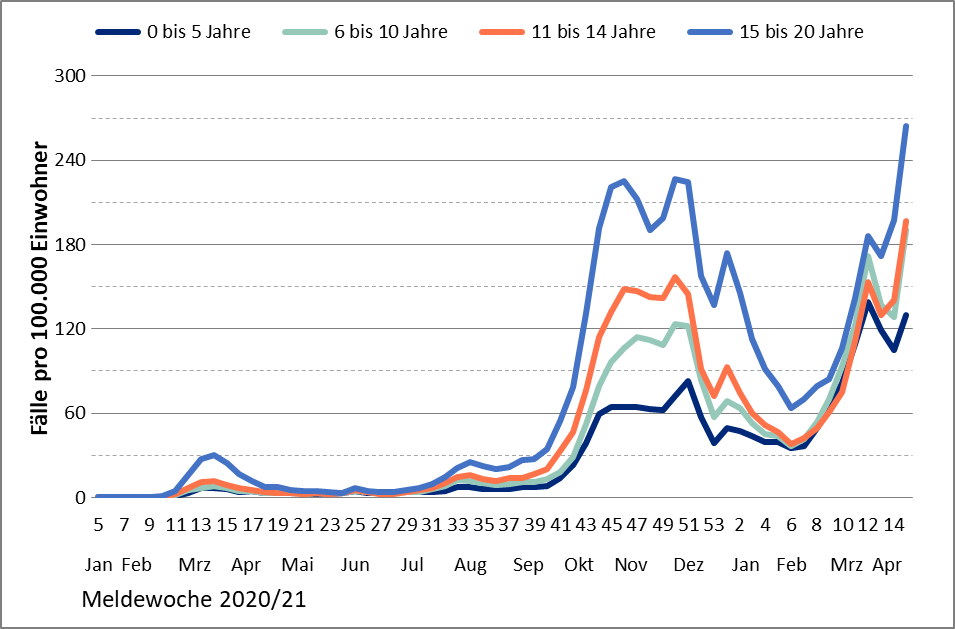 0 bis 5 Jahre 6 bis 10 Jahre 11 bis 14 Jahre 15 bis 20 Jahre
Fälle pro 100.000 Einwohner
300
240
180
120
60
0
5 7 9 11 13 15 17 19 21 23 25 27 29 31 33 35 37 39 41 43 45 47 49 51 53 2 4 6 8 10 12 14
Jan Feb Mrz Apr Mai Jun Jul Aug Sep Okt Nov Dez Jan Feb Mrz Apr
Meldewoche 2020/21